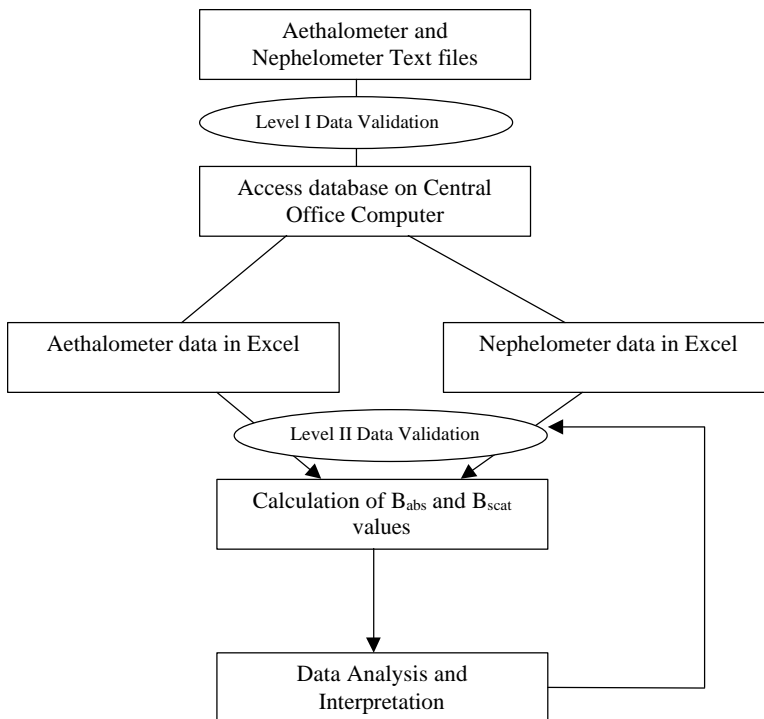 Aethalometer and
Nephelometer Text files
Level I Data Validation
Access database on Central
Office Computer
Aethalometer data in Excel
Nephelometer data in Excel
Level II Data Validation
Calculation of Babs and Bscat
values
Data Analysis and
Interpretation